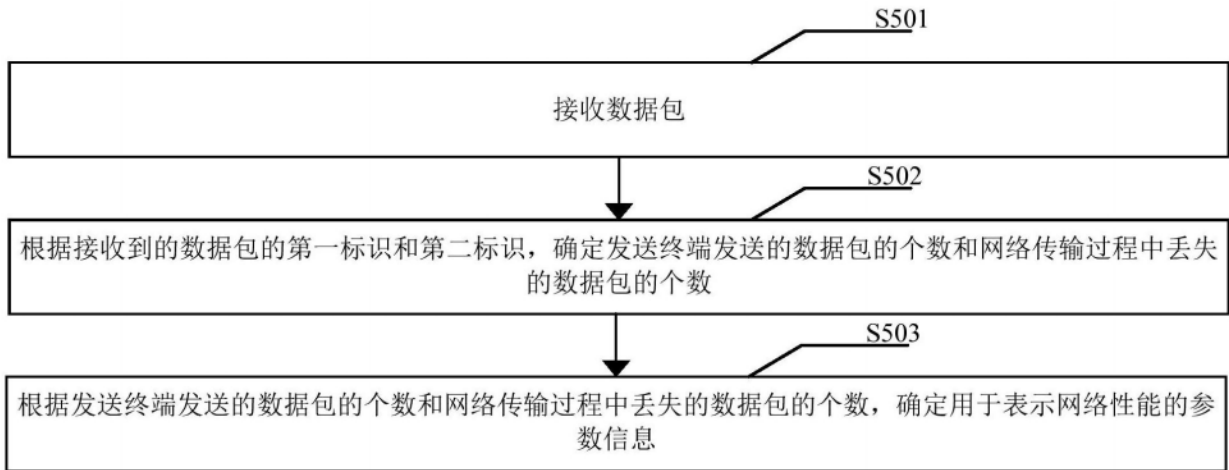 S501
接收数据包
S502
根据接收到的数据包的第一标识和第二标识，确定发送终端发送的数据包的个数和网络传输过程中丢失
的数据包的个数
S503
根据发送终端发送的数据包的个数和网络传输过程中丢失的数据包的个数，确定用于表示网络性能的参
数信息